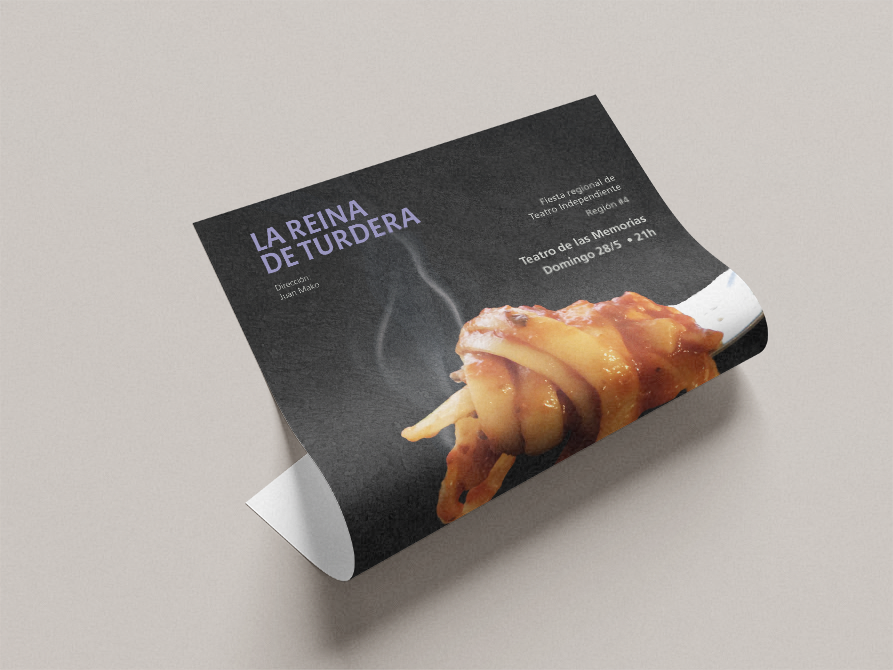 LA REINA
DE TURDERA
Dirección
Juan Mako
Fiesta regional de
Teatro Independiente
Región #4
Teatro de las Memorias
Domingo 28/5 • 21h